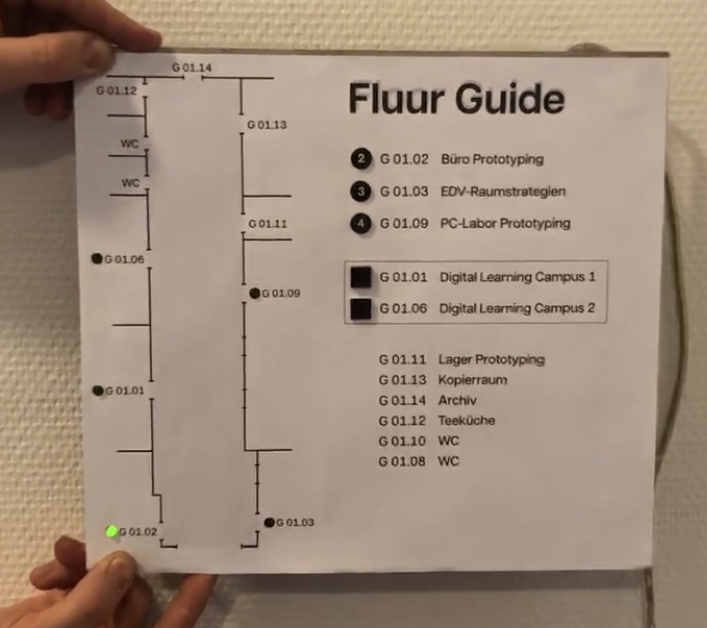 G 01.14
G 01.12
G 01.13
WC
WC
G 01.11
G 01.06
G 01.09
G 01.01
G 01.02
G 01.03
Fluur Guide
2 G 01.02 Büro Prototyping
3 G 01.03 EDV-Raumstrategien
4 G 01.09 PC-Labor Prototyping
G 01.01 Digital Learning Campus 1
G 01.06 Digital Learning Campus 2
G 01.11 Lager Prototyping
G 01.13 Kopierraum
G 01.14 Archiv
G 01.12 Teeküche
G 01.10 WC
G 01.08 WC